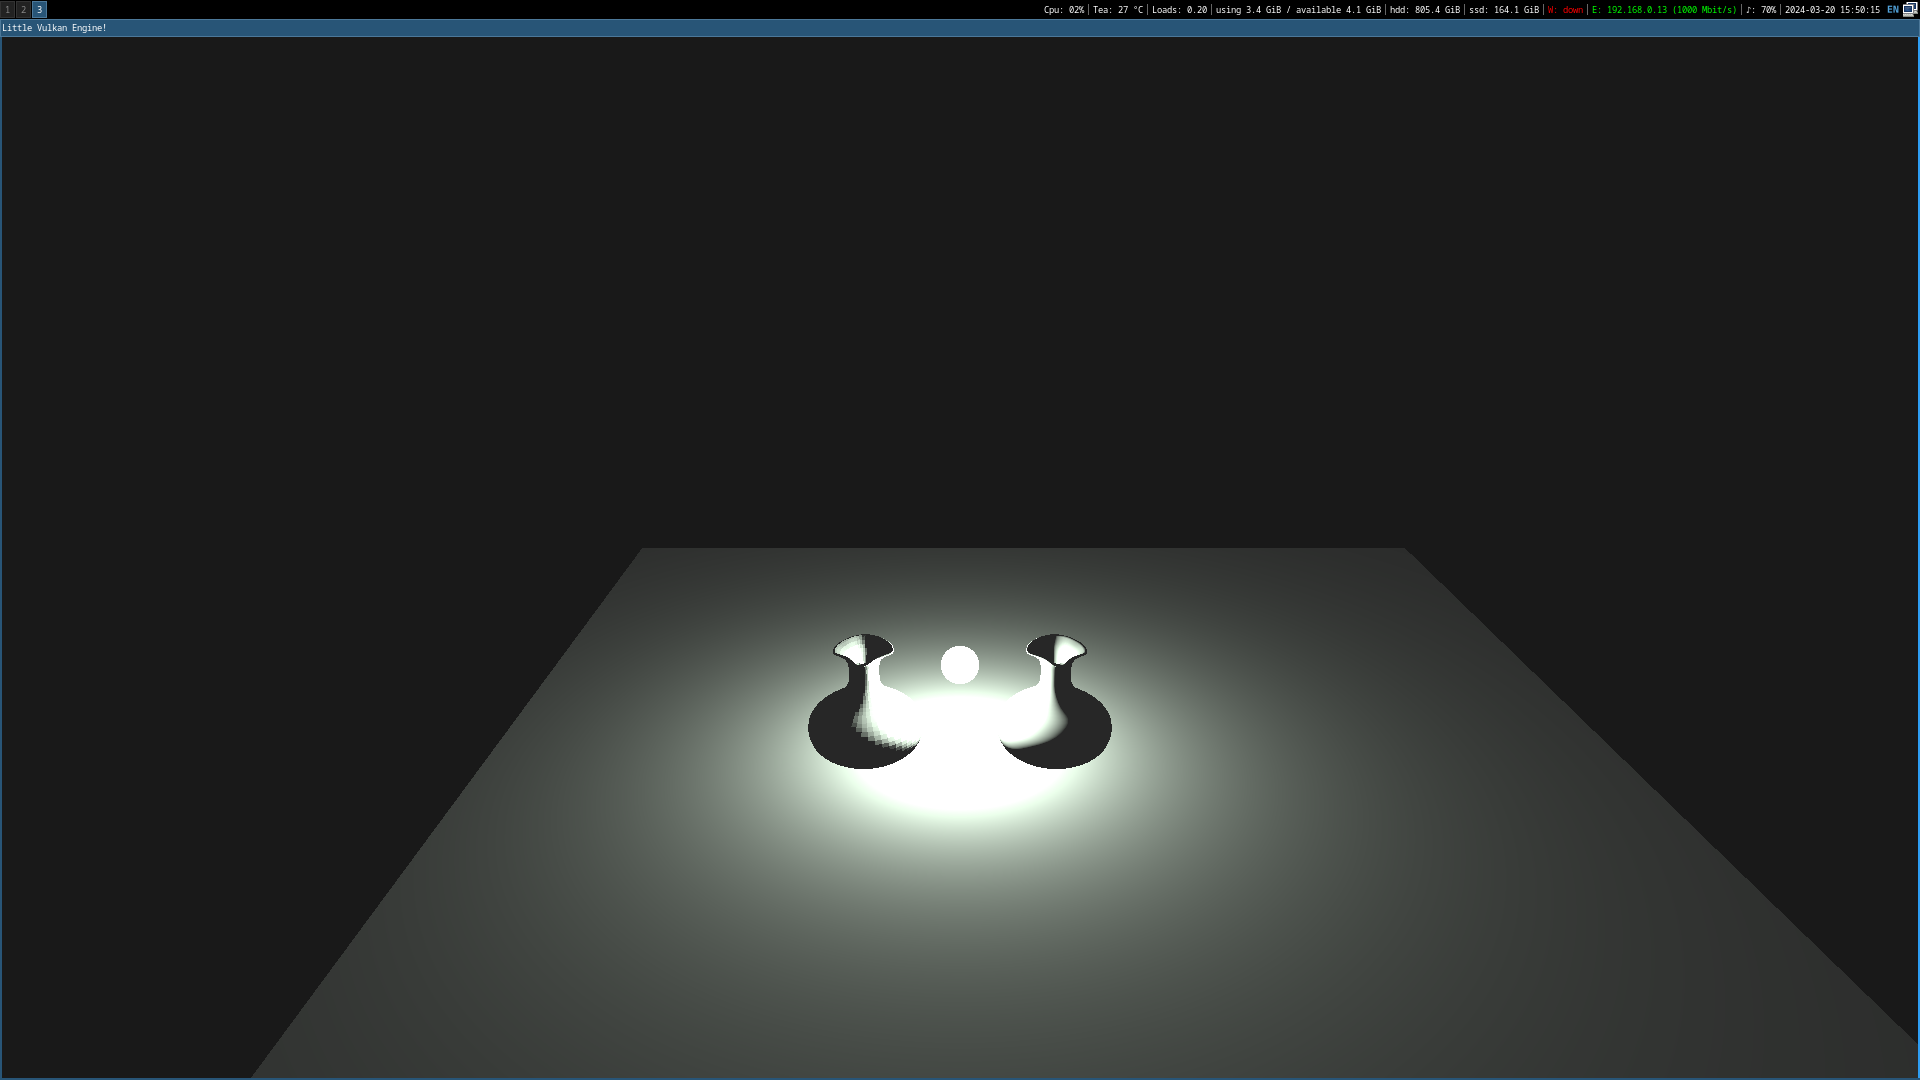 1 2 3 Cpu: 02% | Tea: 27 °C | Loads: 0.20 | using 3.4 GiB / available 4.1 GiB | hdd: 805.4 GiB | ssd: 164.1 GiB | W: down | E: 192.168.0.13 (1000 Mbit/s) | ♪: 70% | 2024-03-20 15:50:15 EN
Little Vulkan Engine!